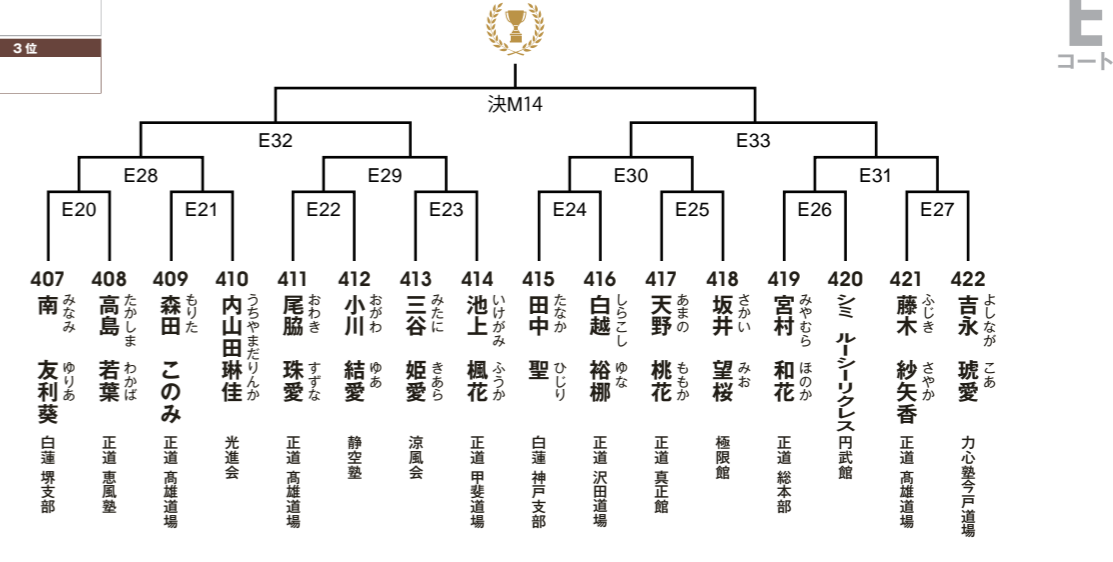 E
コート
3位
決M14
E32
E33
E28
E29
E30
E31
E20
E21
E22
E23
E24
E25
E26
E27
407
南 友利葵
みなみ ゆりあ
白蓮 堺支部
408
高島 若葉
たかしま わかば
正道 恵風塾
409
森田 このみ
もりた
正道 髙雄道場
410
内山田琳佳
うちやまだりんか
光進会
411
尾脇 珠愛
おわき すずな
正道 髙雄道場
412
小川 結愛
おがわ ゆあ
静空塾
413
三谷 姫愛
みたに きあら
涼風会
414
池上 楓花
いけがみ ふうか
正道 甲斐道場
415
田中 聖
たなか ひじり
白蓮 神戸支部
416
白越 裕梛
しらこし ゆな
正道 沢田道場
417
天野 桃花
あまの ももか
正道 真正館
418
坂井 望桜
さかい みお
極限館
419
宮村 和花
みやむら ほのか
正道 総本部
420
シミ ルーシーリクレス
円武館
421
藤木 紗矢香
ふじき さやか
正道 髙雄道場
422
吉永 琥愛
よしなが こあ
力心塾今戸道場